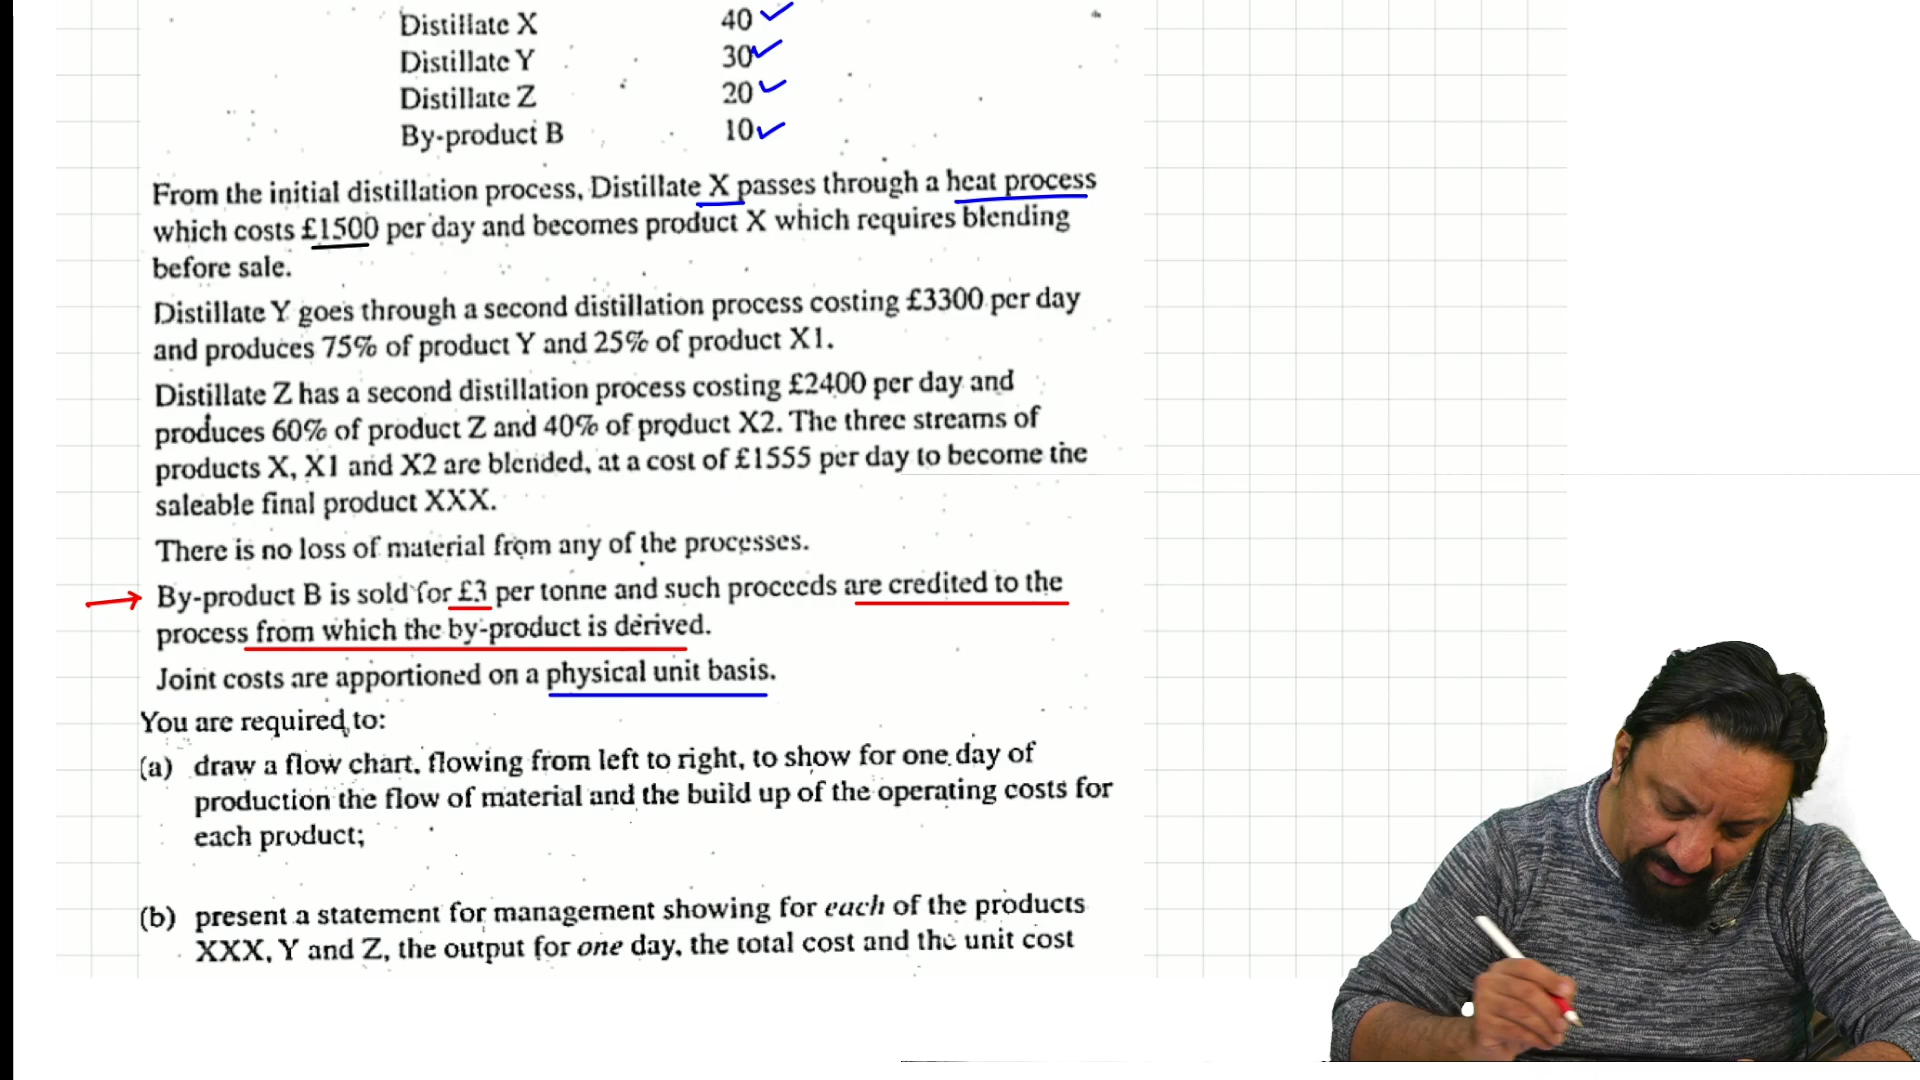 Distillate X 40
Distillate Y 30
Distillate Z 20
By-product B 10
From the initial distillation process, Distillate X passes through a heat process
which costs £1500 per day and becomes product X which requires blending
before sale.
Distillate Y goes through a second distillation process costing £3300 per day
and produces 75% of product Y and 25% of product X1.
Distillate Z has a second distillation process costing £2400 per day and
produces 60% of product Z and 40% of product X2. The three streams of
products X, X1 and X2 are blended, at a cost of £1555 per day to become the
saleable final product XXX.
There is no loss of material from any of the processes.
By-product B is sold for £3 per tonne and such proceeds are credited to the
process from which the by-product is derived.
Joint costs are apportioned on a physical unit basis.
You are required to:
(a) draw a flow chart, flowing from left to right, to show for one day of
production the flow of material and the build up of the operating costs for
each product;
(b) present a statement for management showing for each of the products
XXX, Y and Z, the output for one day, the total cost and the unit cost